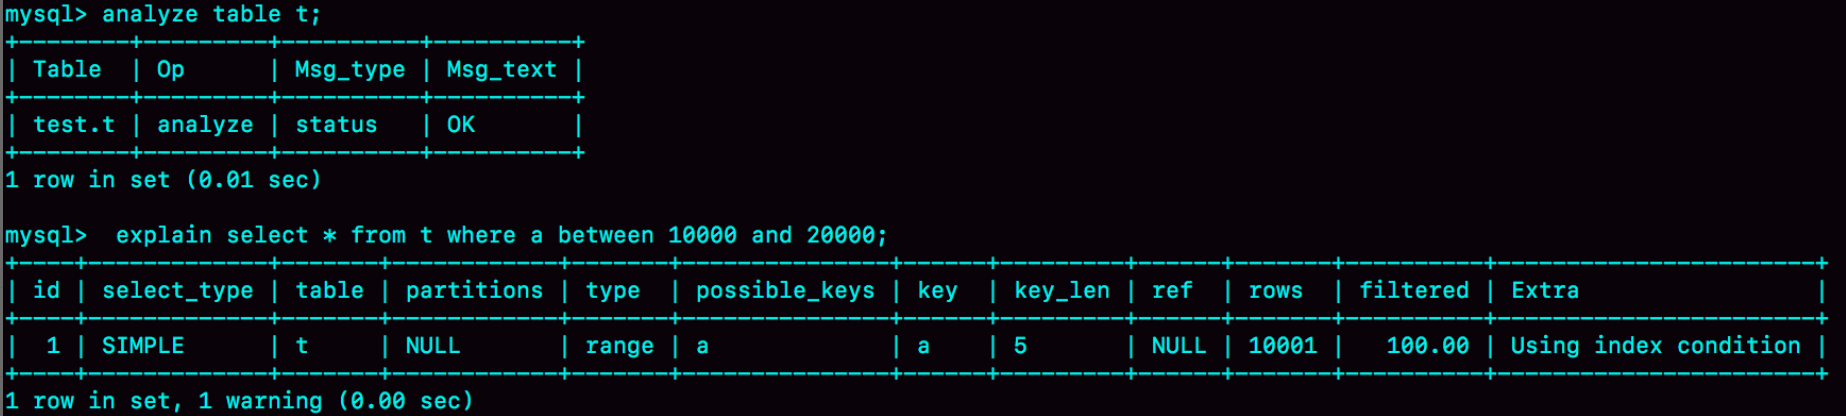 mysql> analyze table t;
+--------+---------+----------+----------+
| Table  | Op      | Msg_type | Msg_text |
+--------+---------+----------+----------+
| test.t | analyze | status   | OK       |
+--------+---------+----------+----------+
1 row in set (0.01 sec)
mysql>  explain select * from t where a between 10000 and 20000;
+----+-------------+-------+------------+-------+---------------+------+---------+------+-------+----------+-----------------------+
| id | select_type | table | partitions | type  | possible_keys | key  | key_len | ref  | rows  | filtered | Extra                 |
+----+-------------+-------+------------+-------+---------------+------+---------+------+-------+----------+-----------------------+
|  1 | SIMPLE      | t     | NULL       | range | a             | a    | 5       | NULL | 10001 |   100.00 | Using index condition |
+----+-------------+-------+------------+-------+---------------+------+---------+------+-------+----------+-----------------------+
1 row in set, 1 warning (0.00 sec)